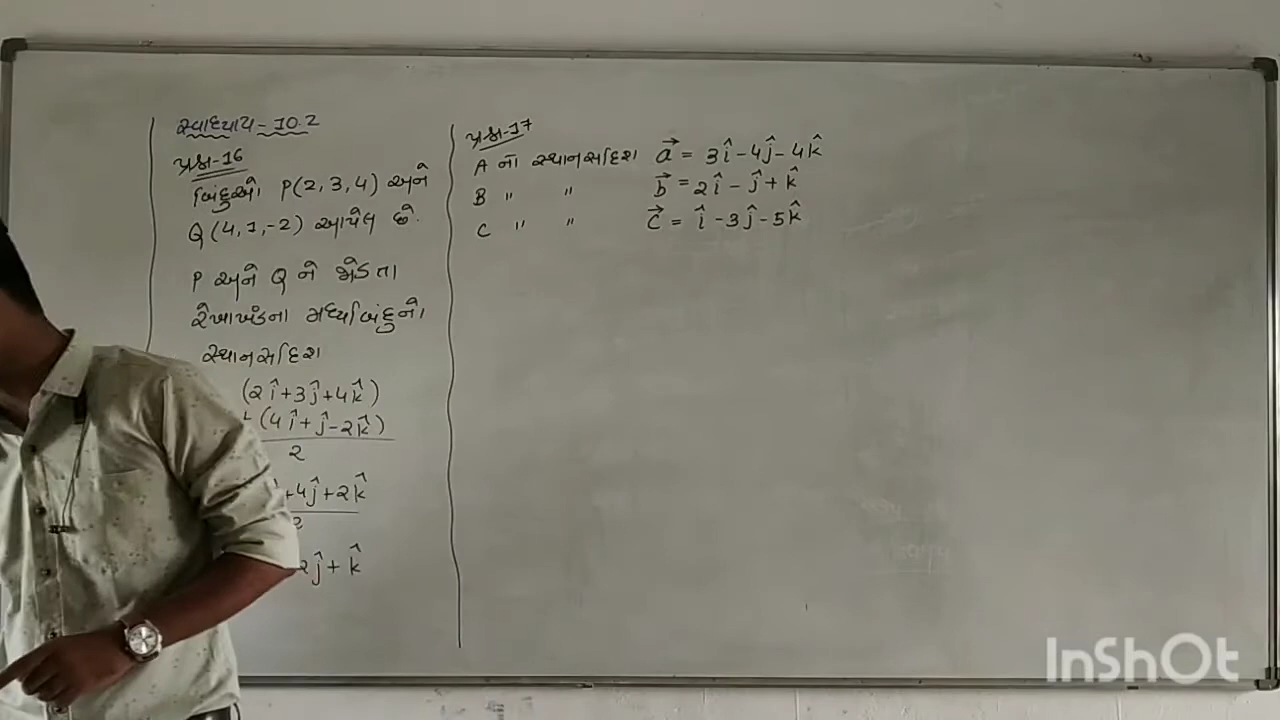 સ્વાધ્યાય - 10.2
પ્રશ્ન-16
બિંદુઓ P(2, 3, 4) અને
Q (4, 1, -2) આપેલ છે.
P અને Q ને જોડતા
રેખાખંડના મધ્યબિંદુનો
સ્થાનસદિશ
(2î+3ĵ+4k̂)
(4î+ĵ-2k̂)
2
+4ĵ+2k̂
2
2ĵ+k̂
પ્રશ્ન-17
A નો સ્થાનસદિશ a⃗ = 3î-4ĵ-4k̂
B " " b⃗ = 2î-ĵ+k̂
C " " c⃗ = î-3ĵ-5k̂
InShOt